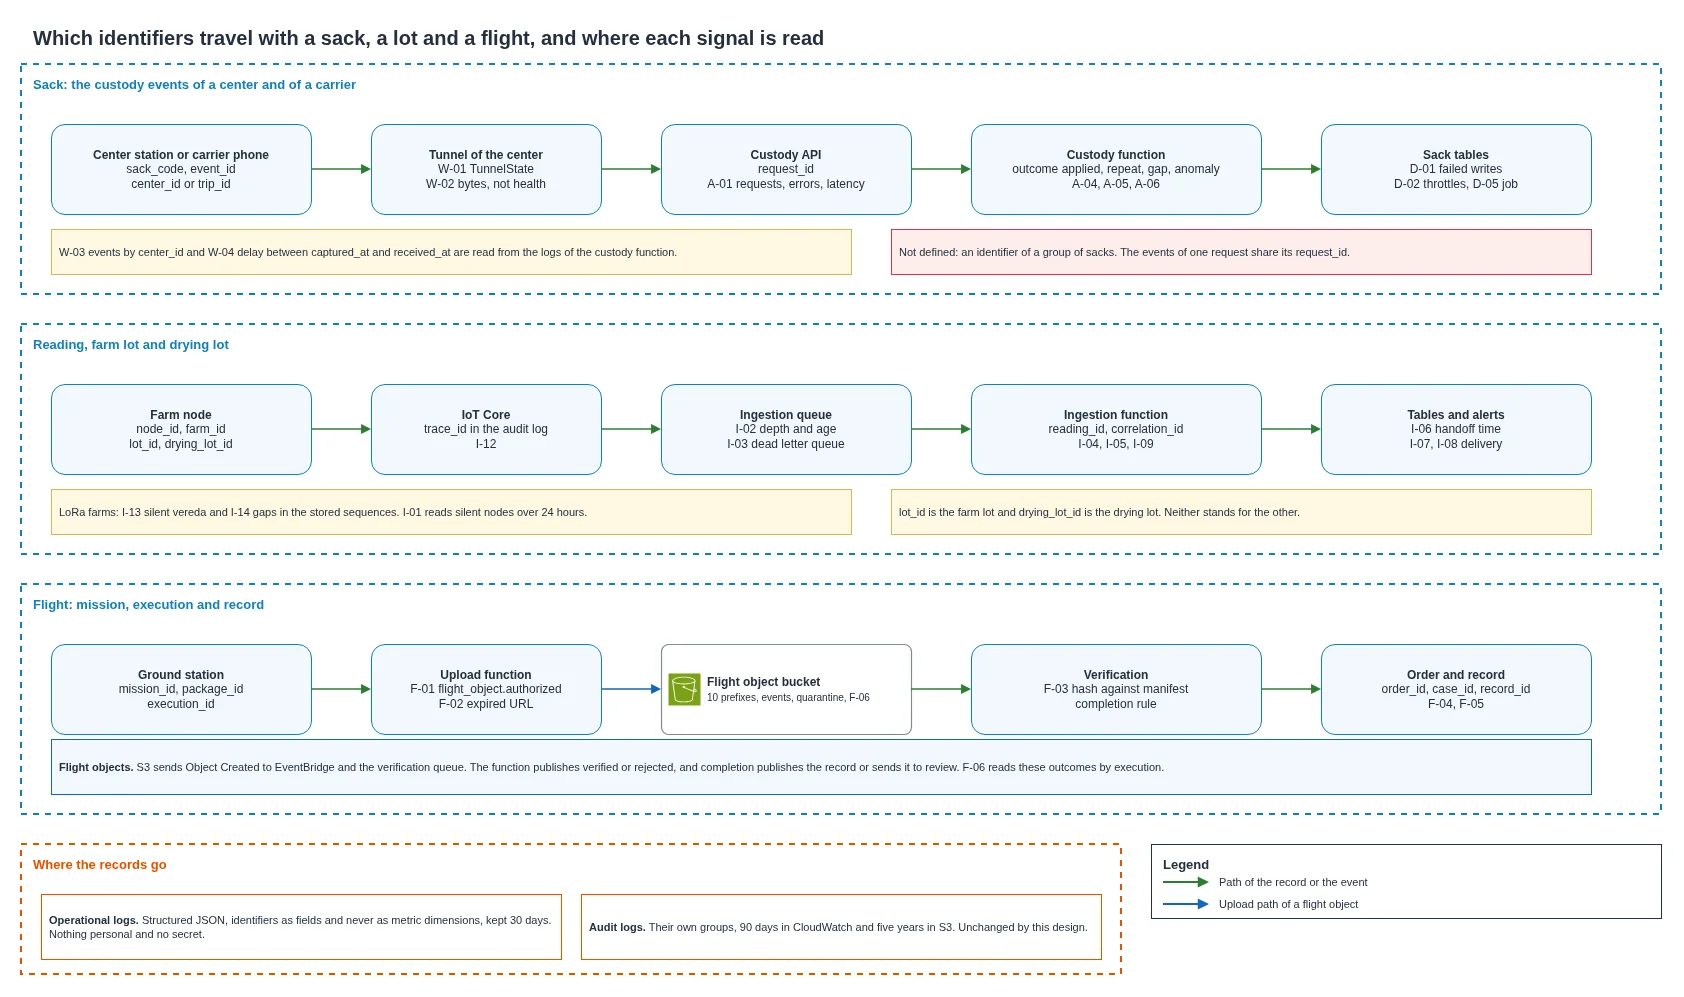 Which identifiers travel with a sack, a lot and a flight, and where each signal is read
Sack: the custody events of a center and of a carrier
Center station or carrier phone
sack_code, event_id
center_id or trip_id
Tunnel of the center
W-01 TunnelState
W-02 bytes, not health
Custody API
request_id
A-01 requests, errors, latency
Custody function
outcome applied, repeat, gap, anomaly
A-04, A-05, A-06
Sack tables
D-01 failed writes
D-02 throttles, D-05 job
W-03 events by center_id and W-04 delay between captured_at and received_at are read from the logs of the custody function.
Not defined: an identifier of a group of sacks. The events of one request share its request_id.
Reading, farm lot and drying lot
Farm node
node_id, farm_id
lot_id, drying_lot_id
IoT Core
trace_id in the audit log
I-12
Ingestion queue
I-02 depth and age
I-03 dead letter queue
Ingestion function
reading_id, correlation_id
I-04, I-05, I-09
Tables and alerts
I-06 handoff time
I-07, I-08 delivery
LoRa farms: I-13 silent vereda and I-14 gaps in the stored sequences. I-01 reads silent nodes over 24 hours.
lot_id is the farm lot and drying_lot_id is the drying lot. Neither stands for the other.
Flight: mission, execution and record
Ground station
mission_id, package_id
execution_id
Upload function
F-01 flight_object.authorized
F-02 expired URL
Flight object bucket
10 prefixes, events, quarantine, F-06
Verification
F-03 hash against manifest
completion rule
Order and record
order_id, case_id, record_id
F-04, F-05
Flight objects. S3 sends Object Created to EventBridge and the verification queue. The function publishes verified or rejected, and completion publishes the record or sends it to review. F-06 reads these outcomes by execution.
Where the records go
Operational logs. Structured JSON, identifiers as fields and never as metric dimensions, kept 30 days.
Nothing personal and no secret.
Audit logs. Their own groups, 90 days in CloudWatch and five years in S3. Unchanged by this design.
Legend
Path of the record or the event
Upload path of a flight object